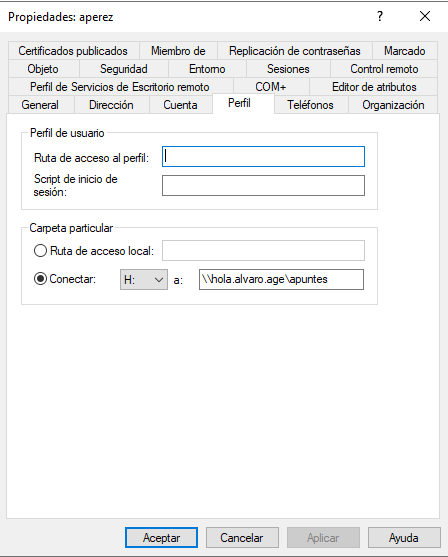 Propiedades: aperez
Certificados publicados Miembro de Replicación de contraseñas Marcado
Objeto Seguridad Entorno Sesiones Control remoto
Perfil de Servicios de Escritorio remoto COM+ Editor de atributos
General Dirección Cuenta Perfil Teléfonos Organización
Perfil de usuario
Ruta de acceso al perfil:
Script de inicio de
sesión:
Carpeta particular
Ruta de acceso local:
Conectar: H: a: \\hola.alvaro.age\apuntes
Aceptar Cancelar Aplicar Ayuda